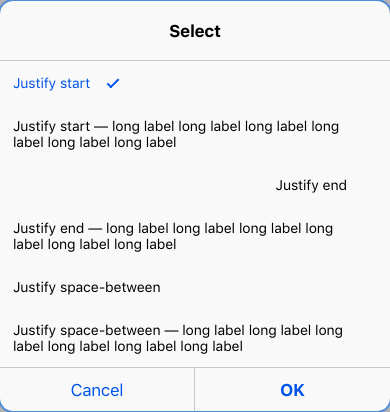 Select
Justify start
Justify start — long label long label long label long
label long label long label
Justify end
Justify end — long label long label long label long
label long label long label
Justify space-between
Justify space-between — long label long label long
label long label long label long label
Cancel
OK